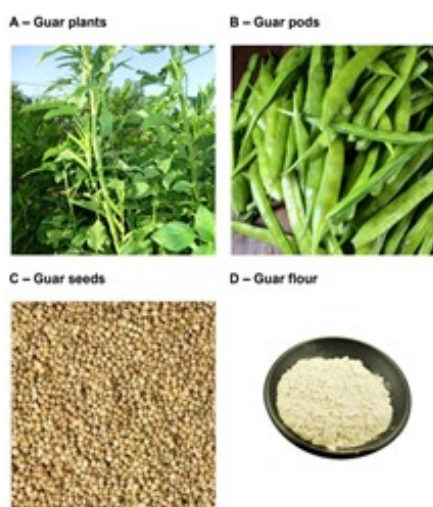 A – Guar plants
B – Guar pods
C – Guar seeds
D – Guar flour